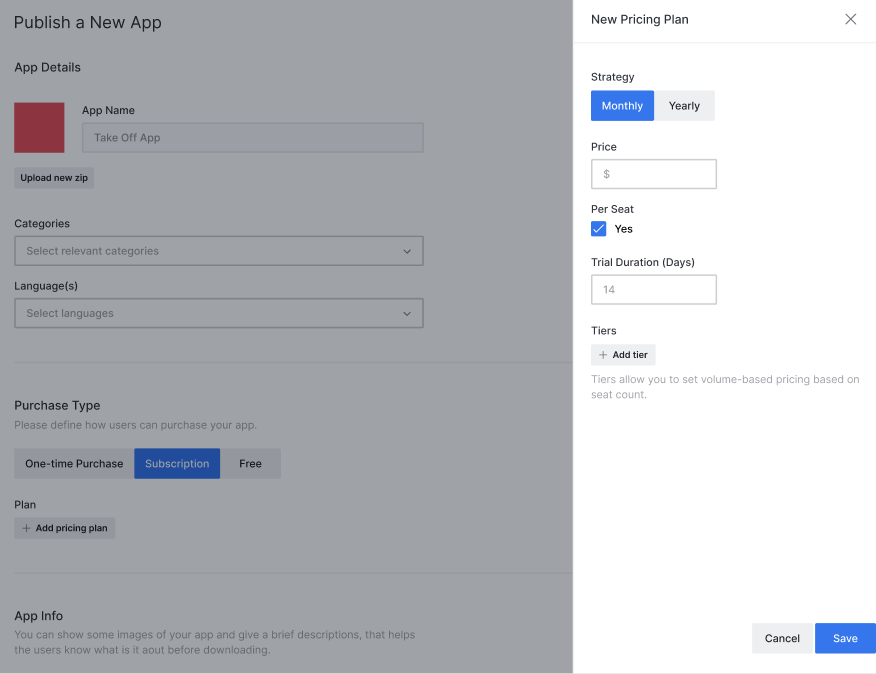 Publish a New App
App Details
App Name
Take Off App
Upload new zip
Categories
Select relevant categories
Language(s)
Select languages
Purchase Type
Please define how users can purchase your app.
One-time Purchase
Subscription
Free
Plan
Add pricing plan
App Info
You can show some images of your app and give a brief descriptions, that helps
the users know what is it aout before downloading.
New Pricing Plan
Strategy
Monthly
Yearly
Price
$
Per Seat
Yes
Trial Duration (Days)
14
Tiers
Add tier
Tiers allow you to set volume-based pricing based on
seat count.
Cancel
Save